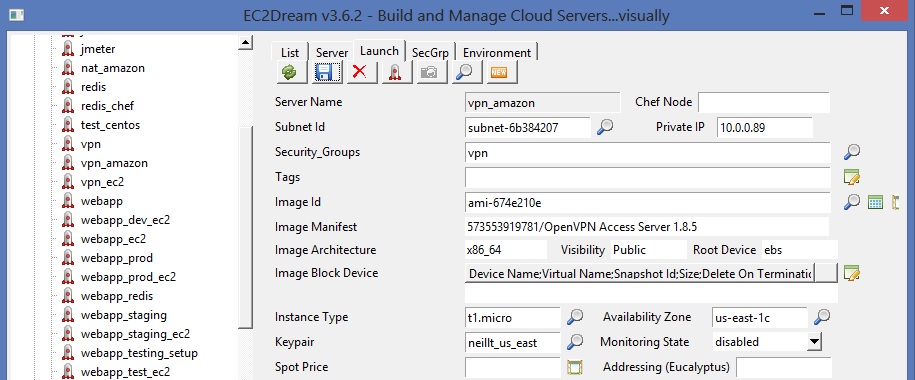 EC2Dream v3.6.2 - Build and Manage Cloud Servers...visually
jmeter
nat_amazon
redis
redis_chef
test_centos
vpn
vpn_amazon
vpn_ec2
webapp
webapp_dev_ec2
webapp_ec2
webapp_prod
webapp_prod_ec2
webapp_redis
webapp_staging
webapp_staging_ec2
webapp_testing_setup
webapp_test_ec2
List Server Launch SecGrp Environment
NEW
Server Name vpn_amazon Chef Node
Subnet Id subnet-6b384207 Private IP 10.0.0.89
Security_Groups vpn
Tags
Image Id ami-674e210e
Image Manifest 573553919781/OpenVPN Access Server 1.8.5
Image Architecture x86_64 Visibility Public Root Device ebs
Image Block Device Device Name;Virtual Name;Snapshot Id;Size;Delete On Terminatic
Instance Type t1.micro Availability Zone us-east-1c
Keypair neillt_us_east Monitoring State disabled
Spot Price Addressing (Eucalyptus)